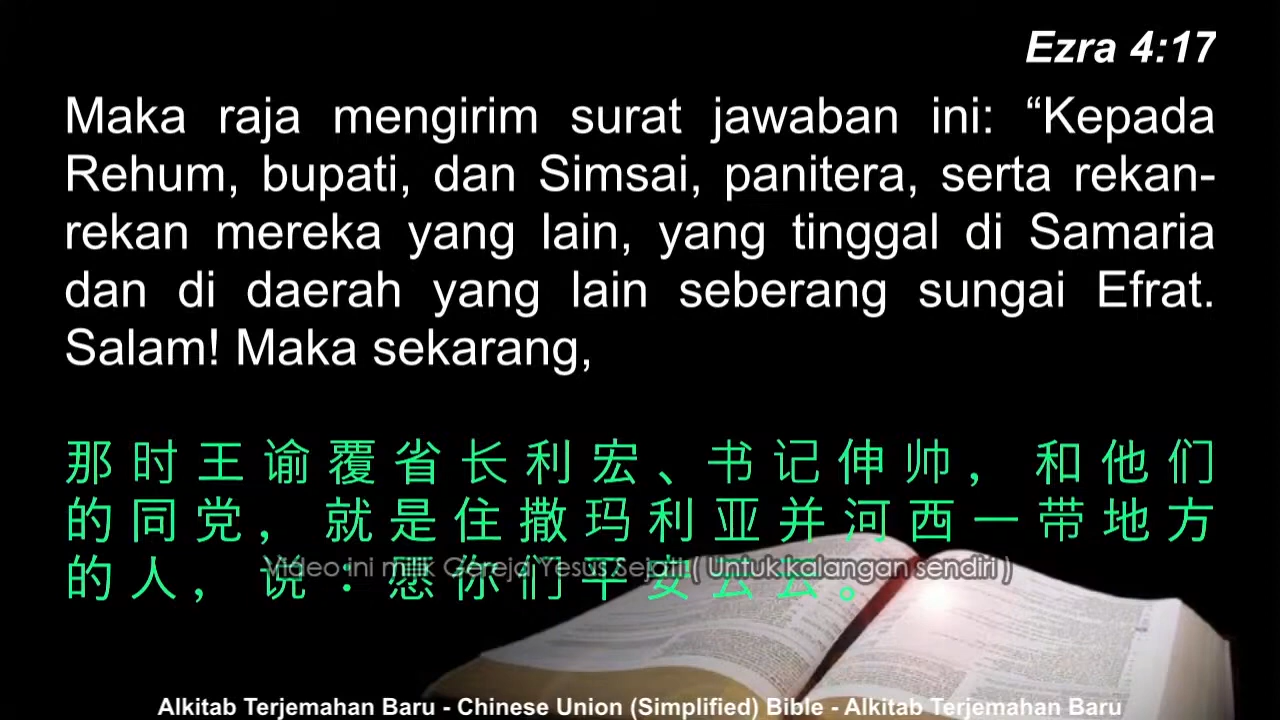 Ezra 4:17
Maka raja mengirim surat jawaban ini: “Kepada
Rehum, bupati, dan Simsai, panitera, serta rekan-
rekan mereka yang lain, yang tinggal di Samaria
dan di daerah yang lain seberang sungai Efrat.
Salam! Maka sekarang,
那时王谕覆省长利宏、书记伸帅，和他们
的同党，就是住撒玛利亚并河西一带地方
的人，说：愿你们平安云云。
Video ini milik Gereja Yesus Sejati ( Untuk kalangan sendiri )
Alkitab Terjemahan Baru - Chinese Union (Simplified) Bible - Alkitab Terjemahan Baru